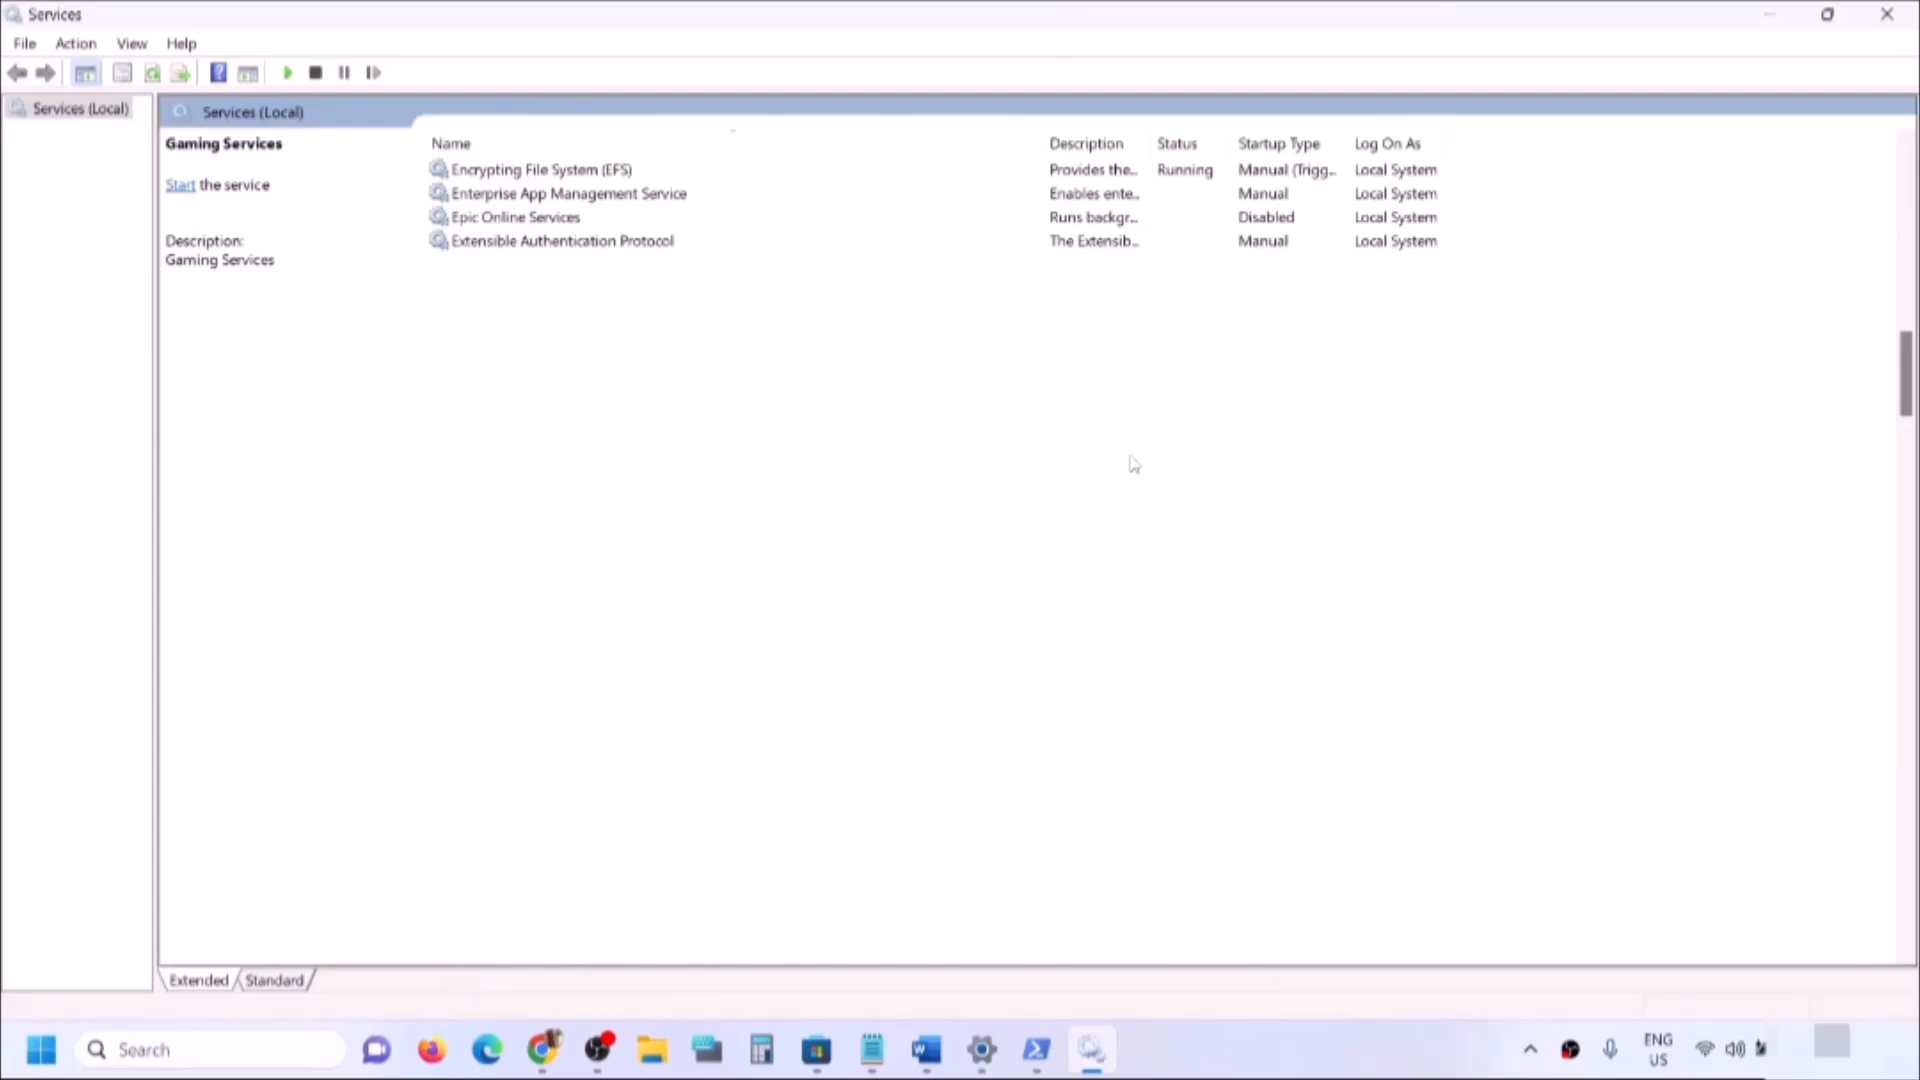 Services
File Action View Help
Services (Local)
Services (Local)
Gaming Services
Start the service
Description:
Gaming Services
Name Description Status Startup Type Log On As
Encrypting File System (EFS) Provides the... Running Manual (Trigg... Local System
Enterprise App Management Service Enables ente... Manual Local System
Epic Online Services Runs backgr... Disabled Local System
Extensible Authentication Protocol The Extensib... Manual Local System
Extended Standard
Search
ENG
US